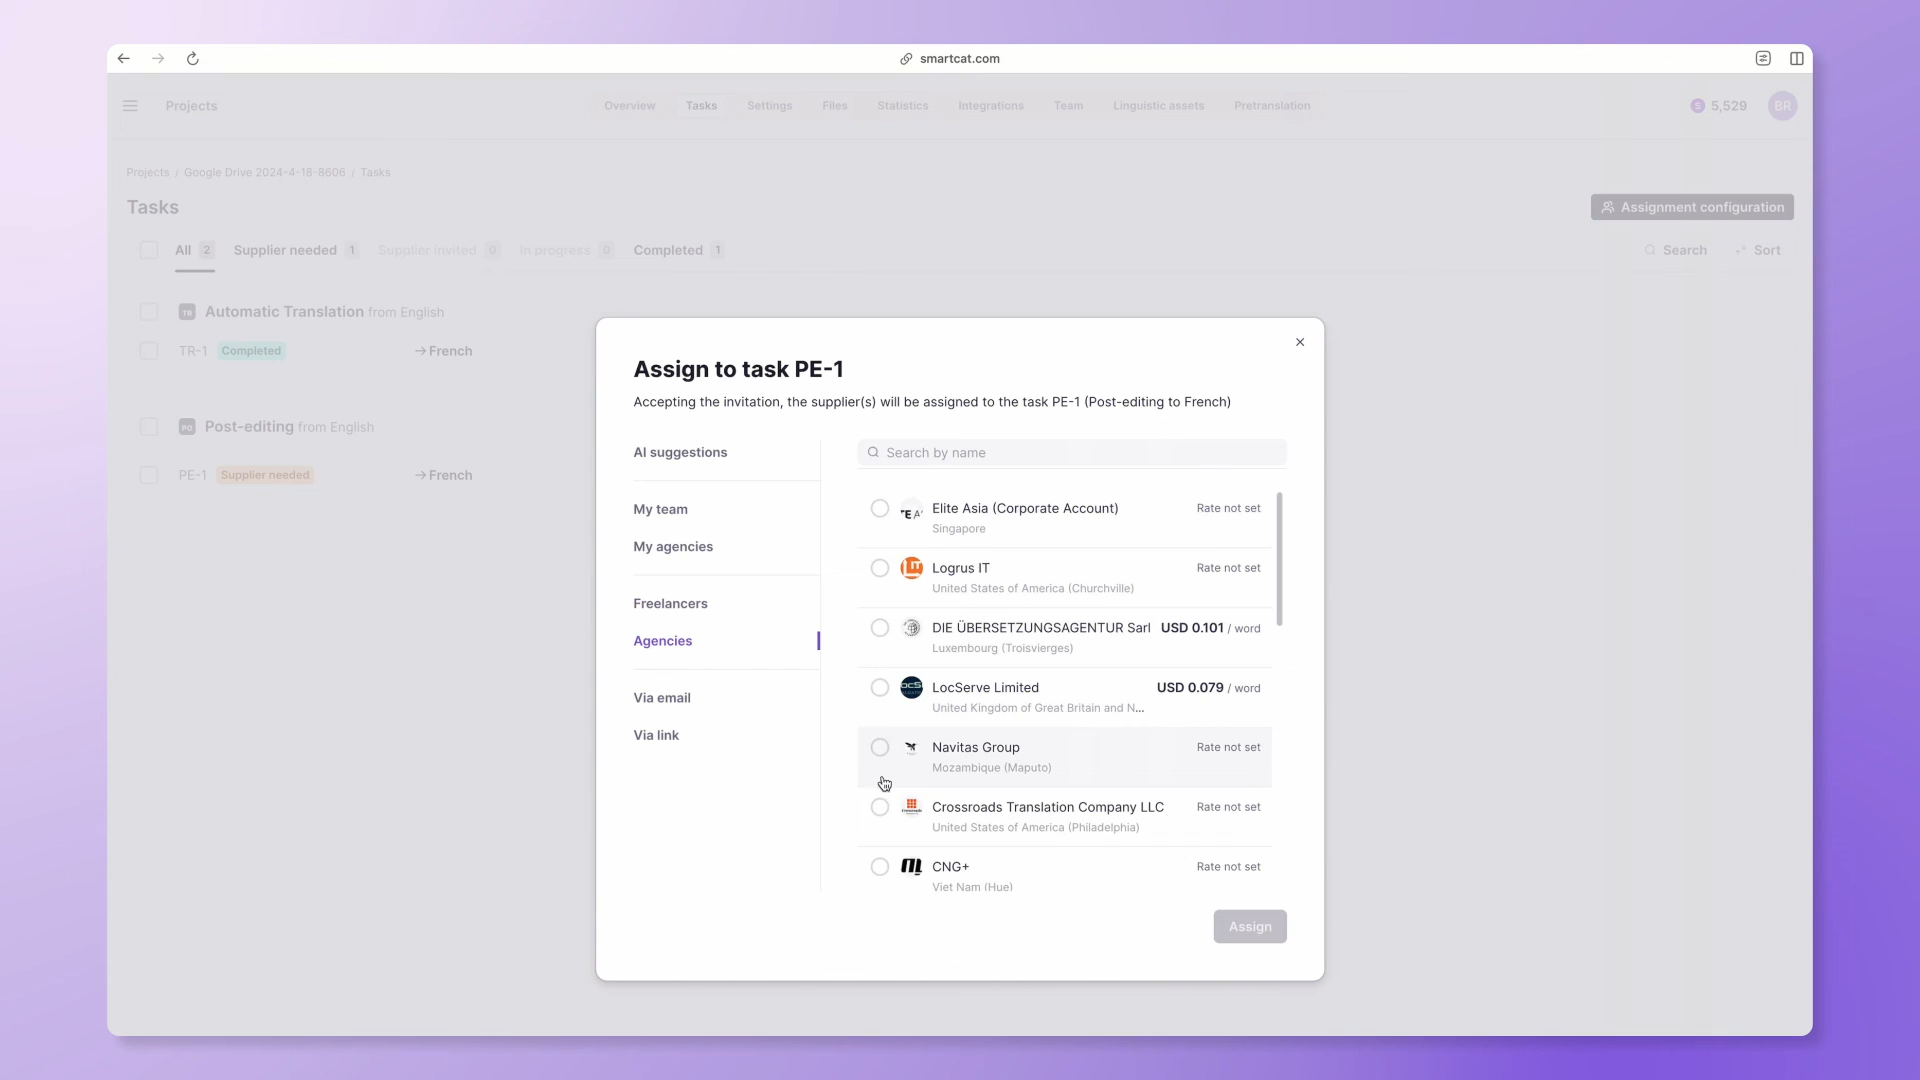 smartcat.com
Projects
Overview
Tasks
Settings
Files
Statistics
Integrations
Team
Linguistic assets
Pretranslation
5,529
BR
Projects / Google Drive 2024-4-18-8606 / Tasks
Tasks
Assignment configuration
All 2
Supplier needed 1
Supplier invited 0
In progress 0
Completed 1
Search
Sort
Automatic Translation from English
TR-1 Completed → French
Post-editing from English
PE-1 Supplier needed → French
Assign to task PE-1
Accepting the invitation, the supplier(s) will be assigned to the task PE-1 (Post-editing to French)
AI suggestions
My team
My agencies
Freelancers
Agencies
Via email
Via link
Search by name
Elite Asia (Corporate Account) Rate not set
Singapore
Logrus IT Rate not set
United States of America (Churchville)
DIE ÜBERSETZUNGSAGENTUR Sarl USD 0.101 / word
Luxembourg (Troisvierges)
LocServe Limited USD 0.079 / word
United Kingdom of Great Britain and N...
Navitas Group Rate not set
Mozambique (Maputo)
Crossroads Translation Company LLC Rate not set
United States of America (Philadelphia)
CNG+ Rate not set
Viet Nam (Hue)
Assign